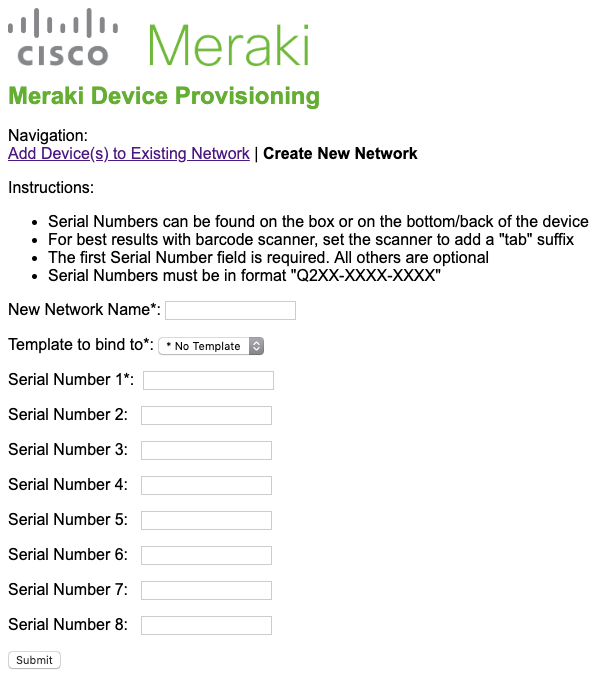 CISCO Meraki
Meraki Device Provisioning
Navigation:
Add Device(s) to Existing Network | Create New Network
Instructions:
• Serial Numbers can be found on the box or on the bottom/back of the device
• For best results with barcode scanner, set the scanner to add a "tab" suffix
• The first Serial Number field is required. All others are optional
• Serial Numbers must be in format "Q2XX-XXXX-XXXX"
New Network Name*:
Template to bind to*: * No Template
Serial Number 1*:
Serial Number 2:
Serial Number 3:
Serial Number 4:
Serial Number 5:
Serial Number 6:
Serial Number 7:
Serial Number 8:
Submit